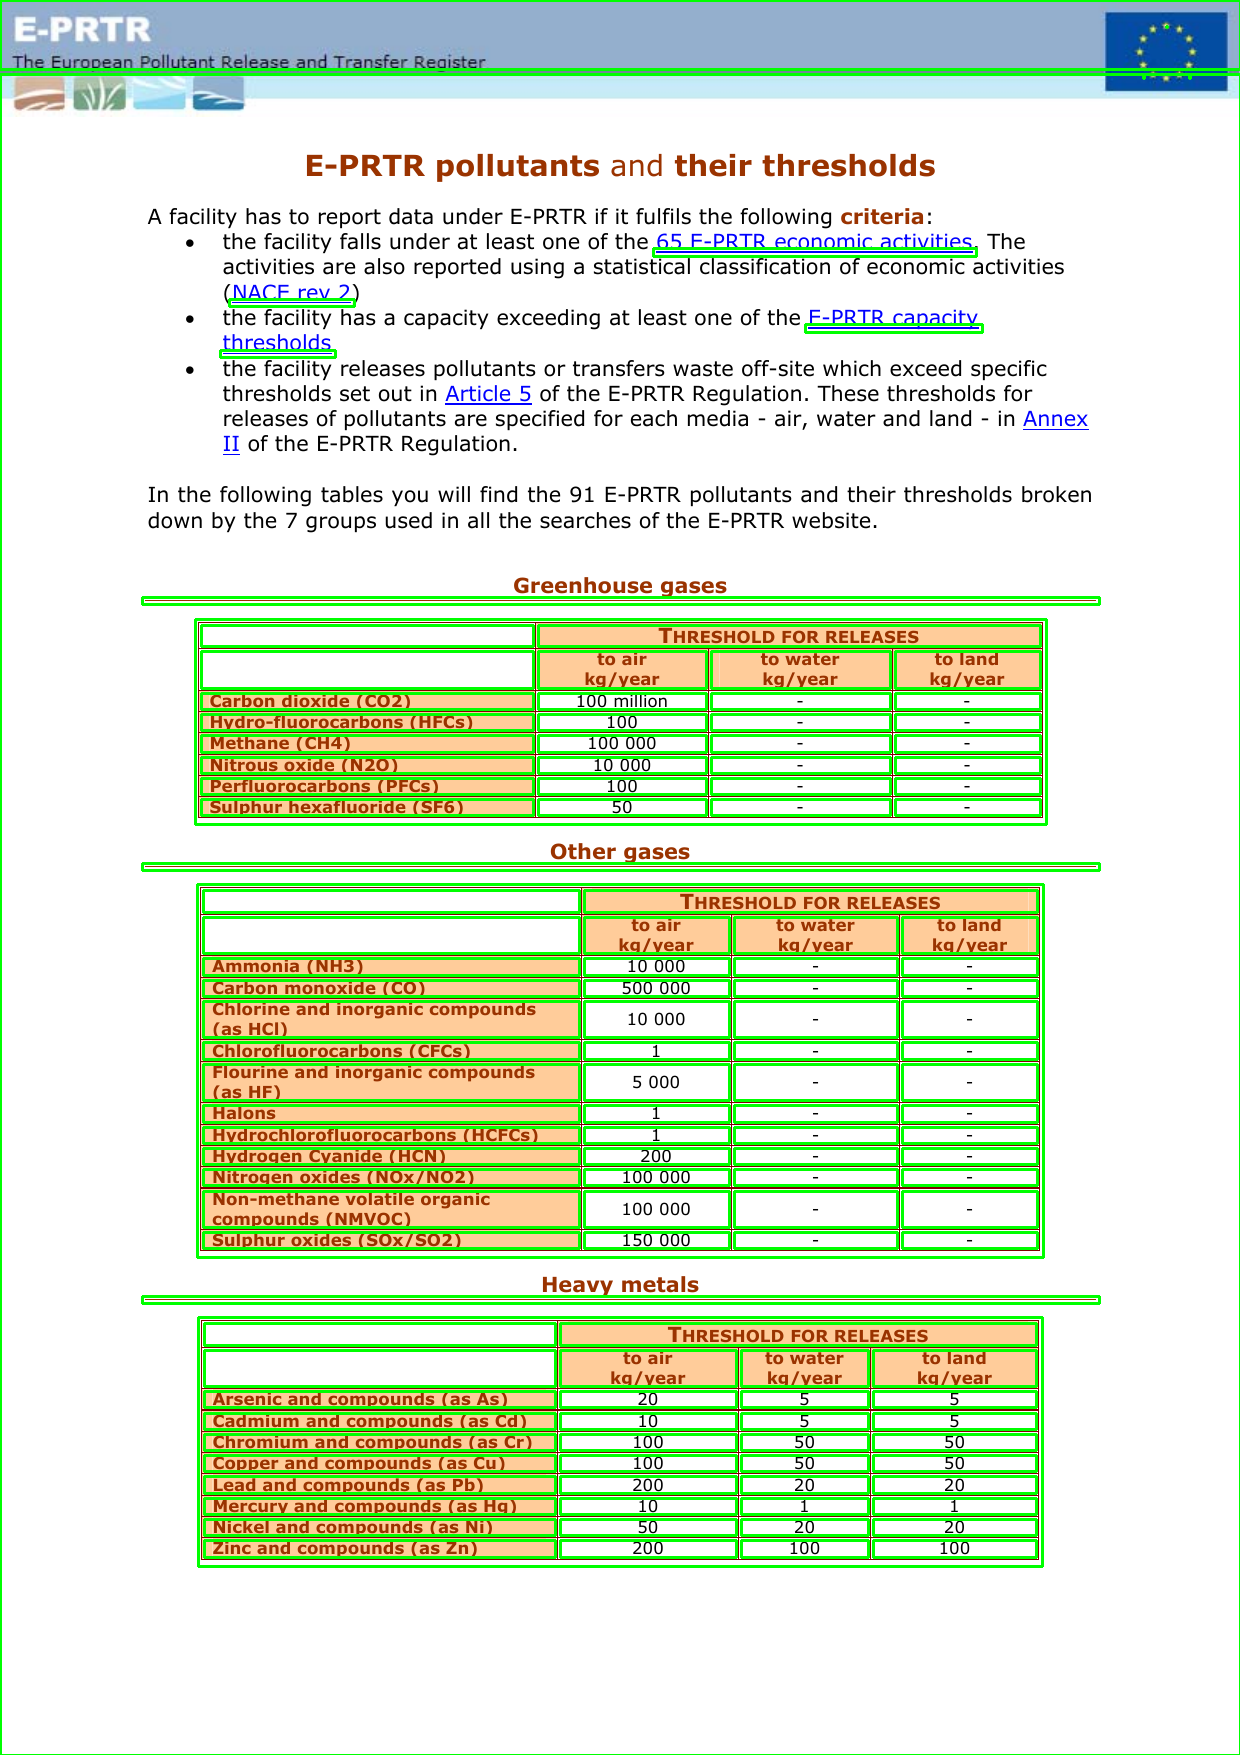 E-PRTR
The European Pollutant Release and Transfer Register
E-PRTR pollutants and their thresholds
A facility has to report data under E-PRTR if it fulfils the following criteria:
• the facility falls under at least one of the 65 E-PRTR economic activities. The
activities are also reported using a statistical classification of economic activities
(NACE rev 2)
• the facility has a capacity exceeding at least one of the E-PRTR capacity
thresholds
• the facility releases pollutants or transfers waste off-site which exceed specific
thresholds set out in Article 5 of the E-PRTR Regulation. These thresholds for
releases of pollutants are specified for each media - air, water and land - in Annex
II of the E-PRTR Regulation.
In the following tables you will find the 91 E-PRTR pollutants and their thresholds broken
down by the 7 groups used in all the searches of the E-PRTR website.
Greenhouse gases
THRESHOLD FOR RELEASES
to air to water to land
kg/year kg/year kg/year
Carbon dioxide (CO2) 100 million - -
Hydro-fluorocarbons (HFCs) 100 - -
Methane (CH4) 100 000 - -
Nitrous oxide (N2O) 10 000 - -
Perfluorocarbons (PFCs) 100 - -
Sulphur hexafluoride (SF6) 50 - -
Other gases
THRESHOLD FOR RELEASES
to air to water to land
kg/year kg/year kg/year
Ammonia (NH3) 10 000 - -
Carbon monoxide (CO) 500 000 - -
Chlorine and inorganic compounds
(as HCl) 10 000 - -
Chlorofluorocarbons (CFCs) 1 - -
Flourine and inorganic compounds
(as HF) 5 000 - -
Halons 1 - -
Hydrochlorofluorocarbons (HCFCs) 1 - -
Hydrogen Cyanide (HCN) 200 - -
Nitrogen oxides (NOx/NO2) 100 000 - -
Non-methane volatile organic
compounds (NMVOC) 100 000 - -
Sulphur oxides (SOx/SO2) 150 000 - -
Heavy metals
THRESHOLD FOR RELEASES
to air to water to land
kg/year kg/year kg/year
Arsenic and compounds (as As) 20 5 5
Cadmium and compounds (as Cd) 10 5 5
Chromium and compounds (as Cr) 100 50 50
Copper and compounds (as Cu) 100 50 50
Lead and compounds (as Pb) 200 20 20
Mercury and compounds (as Hg) 10 1 1
Nickel and compounds (as Ni) 50 20 20
Zinc and compounds (as Zn) 200 100 100